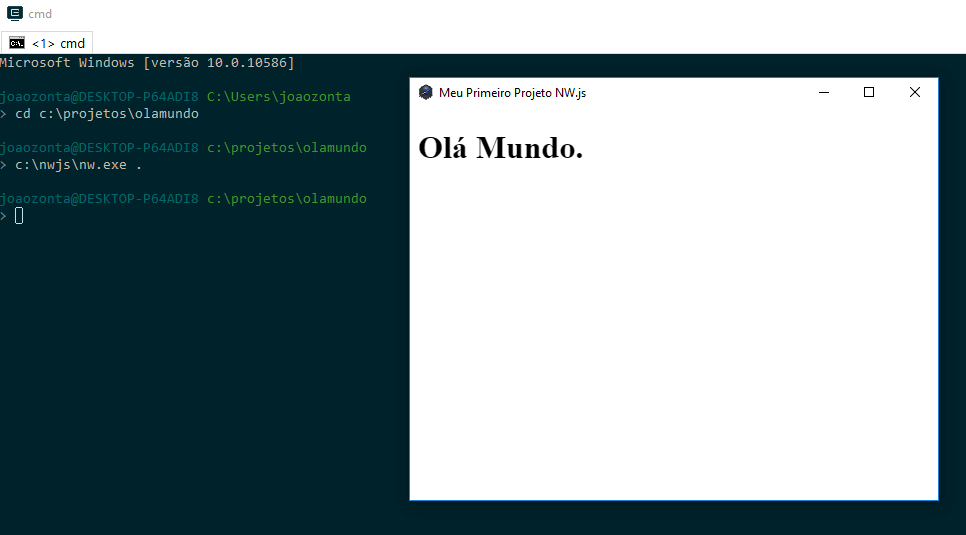 cmd
<1> cmd
Microsoft Windows [versão 10.0.10586]
joaozonta@DESKTOP-P64ADI8 C:\Users\joaozonta
> cd c:\projetos\olamundo
joaozonta@DESKTOP-P64ADI8 c:\projetos\olamundo
> c:\nwjs\nw.exe .
joaozonta@DESKTOP-P64ADI8 c:\projetos\olamundo
>
Meu Primeiro Projeto NW.js
Olá Mundo.